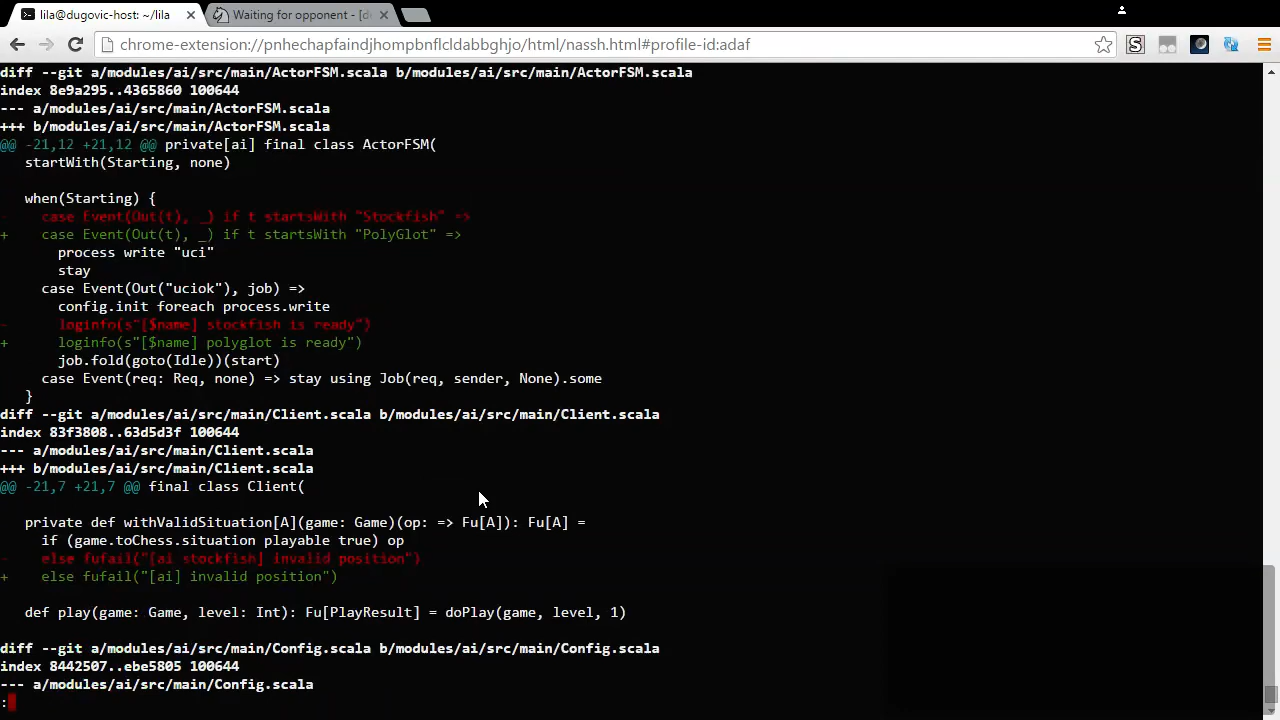 lila@dugovic-host: ~/lila
Waiting for opponent - [d
chrome-extension://pnhechapfaindjhompbnflcldabbghjo/html/nassh.html#profile-id:adaf
diff --git a/modules/ai/src/main/ActorFSM.scala b/modules/ai/src/main/ActorFSM.scala
index 8e9a295..4365860 100644
--- a/modules/ai/src/main/ActorFSM.scala
+++ b/modules/ai/src/main/ActorFSM.scala
@@ -21,12 +21,12 @@ private[ai] final class ActorFSM(
   startWith(Starting, none)
   when(Starting) {
-    case Event(Out(t), _) if t startsWith "Stockfish" =>
+    case Event(Out(t), _) if t startsWith "PolyGlot" =>
       process write "uci"
       stay
     case Event(Out("uciok"), job) =>
       config.init foreach process.write
-      loginfo(s"[$name] stockfish is ready")
+      loginfo(s"[$name] polyglot is ready")
       job.fold(goto(Idle))(start)
     case Event(req: Req, none) => stay using Job(req, sender, None).some
   }
diff --git a/modules/ai/src/main/Client.scala b/modules/ai/src/main/Client.scala
index 83f3808..63d5d3f 100644
--- a/modules/ai/src/main/Client.scala
+++ b/modules/ai/src/main/Client.scala
@@ -21,7 +21,7 @@ final class Client(
   private def withValidSituation[A](game: Game)(op: => Fu[A]): Fu[A] =
     if (game.toChess.situation playable true) op
-    else fufail("[ai stockfish] invalid position")
+    else fufail("[ai] invalid position")
   def play(game: Game, level: Int): Fu[PlayResult] = doPlay(game, level, 1)
diff --git a/modules/ai/src/main/Config.scala b/modules/ai/src/main/Config.scala
index 8442507..ebe5805 100644
--- a/modules/ai/src/main/Config.scala
: